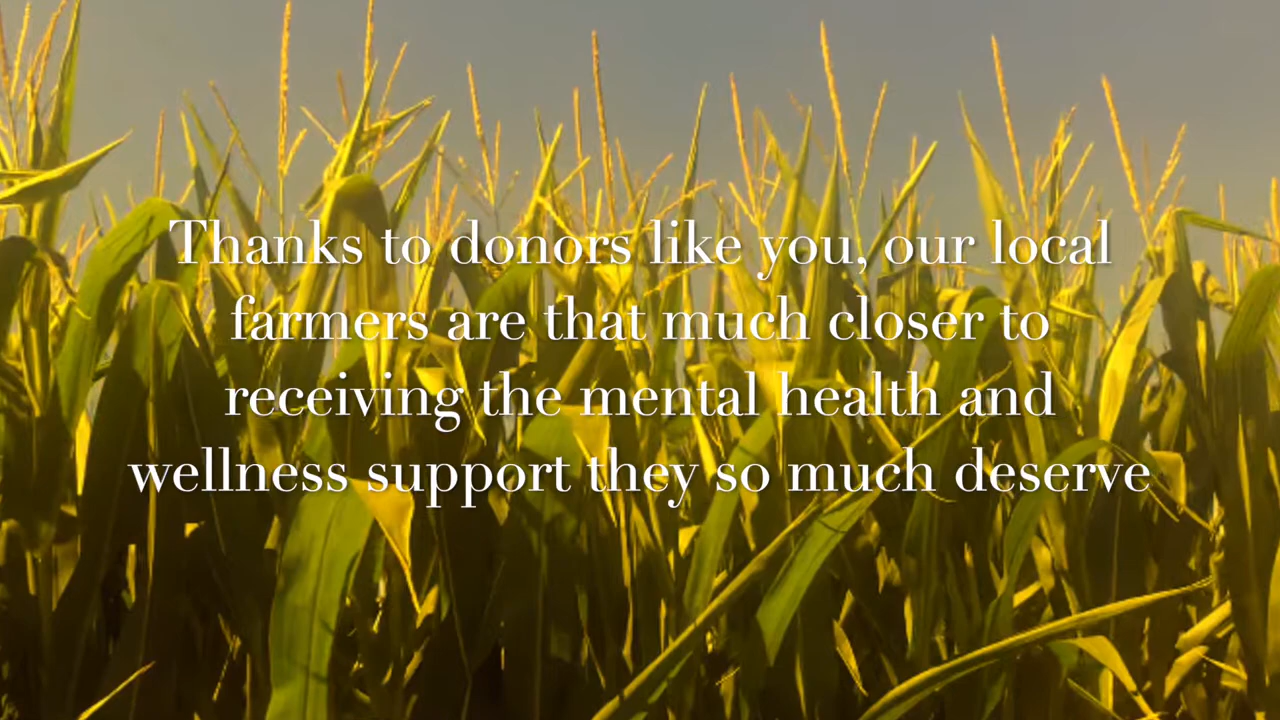 Thanks to donors like you, our local
farmers are that much closer to
receiving the mental health and
wellness support they so much deserve